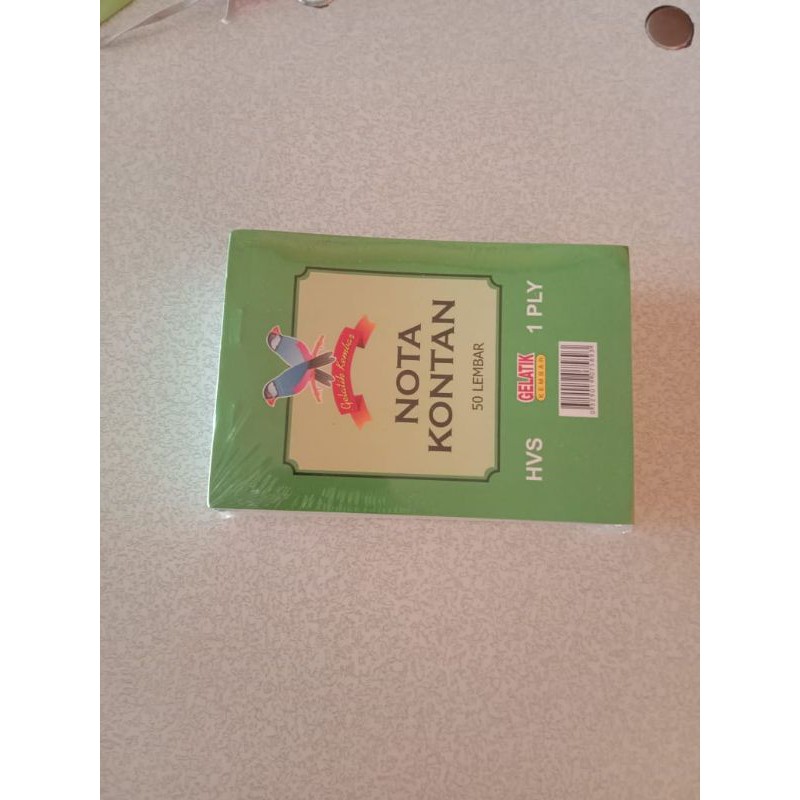 Gelatik Kembar
NOTA
KONTAN
50 LEMBAR
HVS
GELATIK
KEMBAR
1 PLY